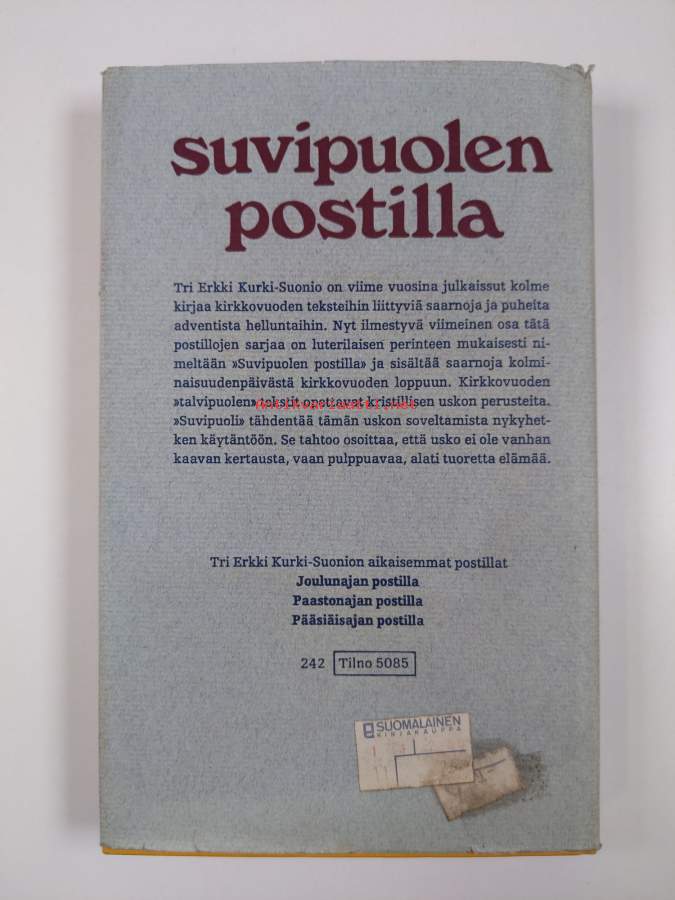 suvipuolen
postilla
Tri Erkki Kurki-Suonio on viime vuosina julkaissut kolme
kirjaa kirkkovuoden teksteihin liittyviä saarnoja ja puheita
adventista helluntaihin. Nyt ilmestyvä viimeinen osa tätä
postillojen sarjaa on luterilaisen perinteen mukaisesti ni-
meltään »Suvipuolen postilla» ja sisältää saarnoja kolmi-
naisuudenpäivästä kirkkovuoden loppuun. Kirkkovuoden
»talvipuolen» tekstit opettavat kristillisen uskon perusteita.
Antikvariaatti.net
»Suvipuoli» tähdentää tämän uskon soveltamista nykyhet-
ken käytäntöön. Se tahtoo osoittaa, että usko ei ole vanhan
kaavan kertausta, vaan pulppuavaa, alati tuoretta elämää.
Tri Erkki Kurki-Suonion aikaisemmat postillat
Joulunajan postilla
Paastonajan postilla
Pääsiäisajan postilla
242 Tilno 5085
SUOMALAINEN
KIRJAKAUPPA